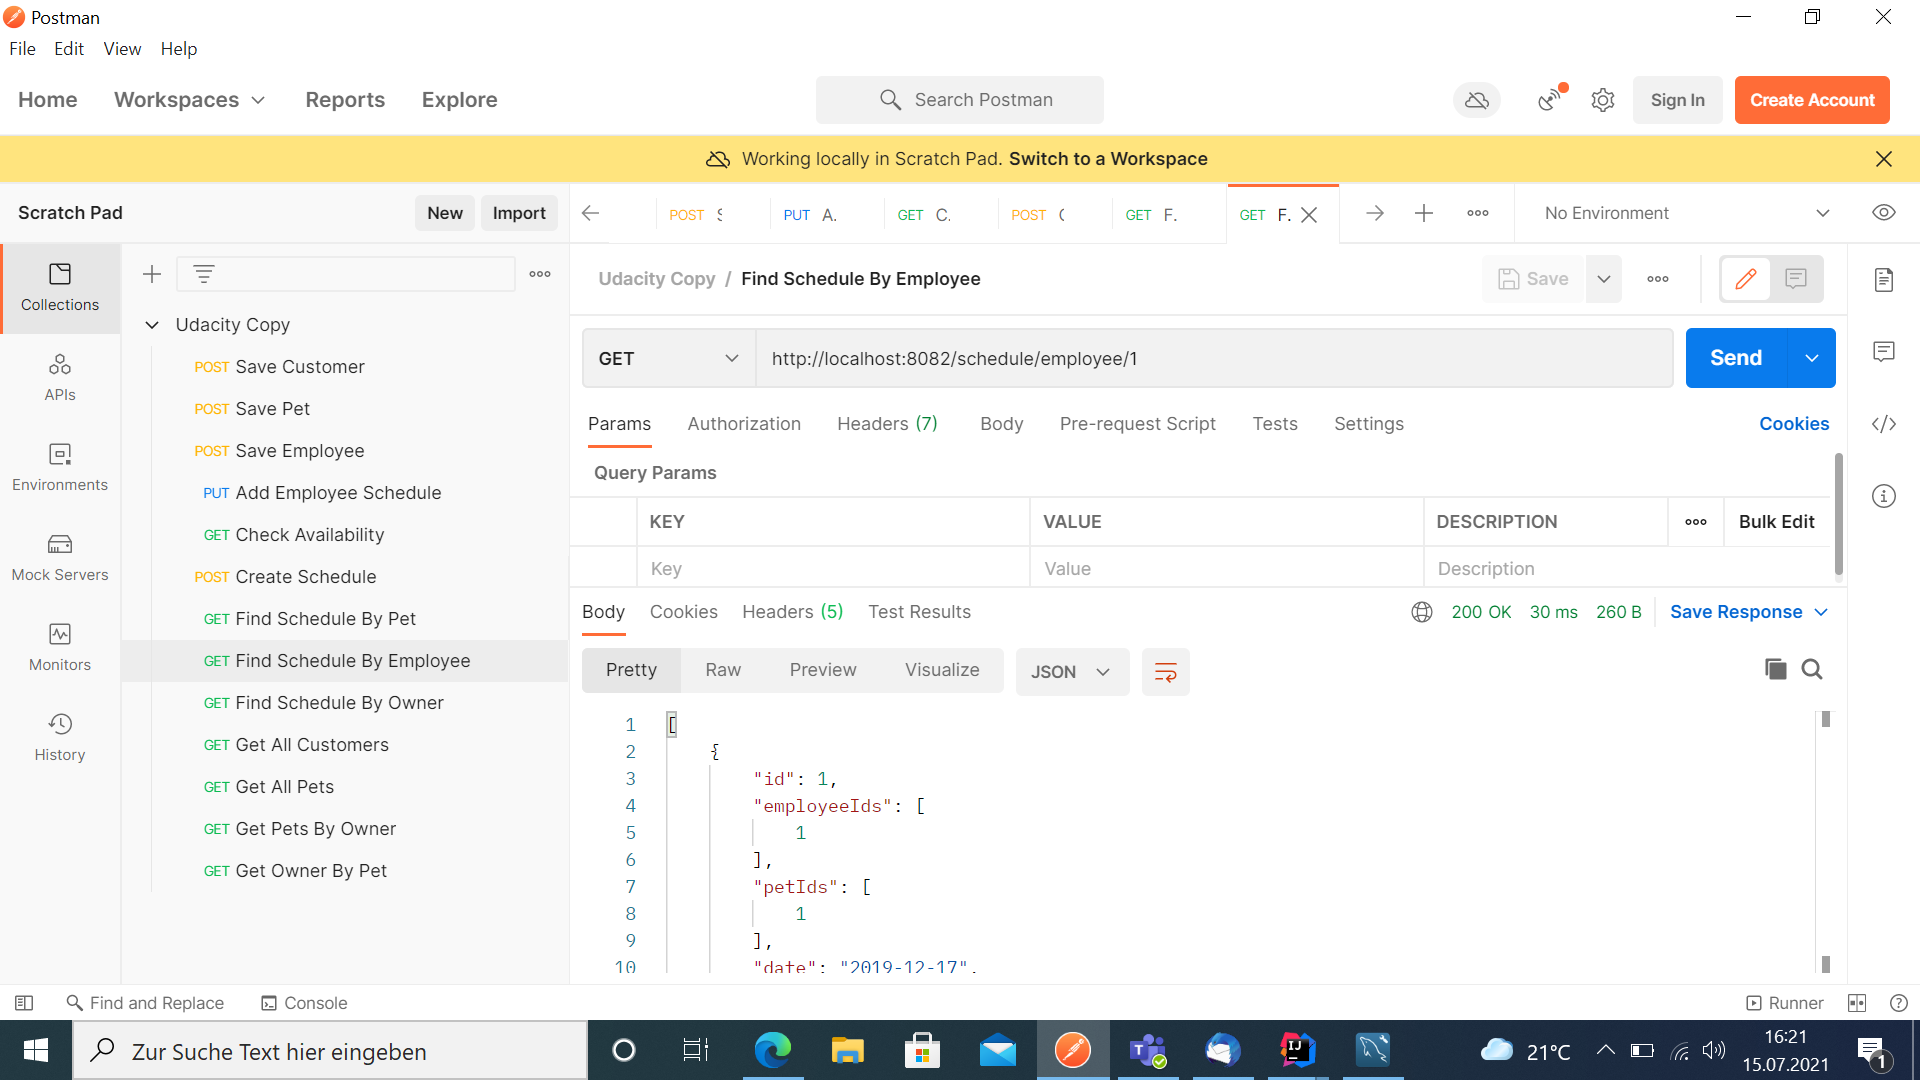 Postman
File Edit View Help
Home Workspaces Reports Explore Search Postman Sign In Create Account
Working locally in Scratch Pad. Switch to a Workspace
Scratch Pad New Import
POST PUT A. GET C. POST GET F. GET F. No Environment
Collections
APIs
Environments
Mock Servers
Monitors
History
Udacity Copy
POST Save Customer
POST Save Pet
POST Save Employee
PUT Add Employee Schedule
GET Check Availability
POST Create Schedule
GET Find Schedule By Pet
GET Find Schedule By Employee
GET Find Schedule By Owner
GET Get All Customers
GET Get All Pets
GET Get Pets By Owner
GET Get Owner By Pet
Udacity Copy / Find Schedule By Employee Save
GET http://localhost:8082/schedule/employee/1 Send
Params Authorization Headers (7) Body Pre-request Script Tests Settings Cookies
Query Params
KEY VALUE DESCRIPTION Bulk Edit
Key Value Description
Body Cookies Headers (5) Test Results 200 OK 30 ms 260 B Save Response
Pretty Raw Preview Visualize JSON
1 [
2 {
3 "id": 1,
4 "employeeIds": [
5 1
6 ],
7 "petIds": [
8 1
9 ],
10 "date": "2019-12-17",
Find and Replace Console Runner
Zur Suche Text hier eingeben 21°C 16:21
15.07.2021 1